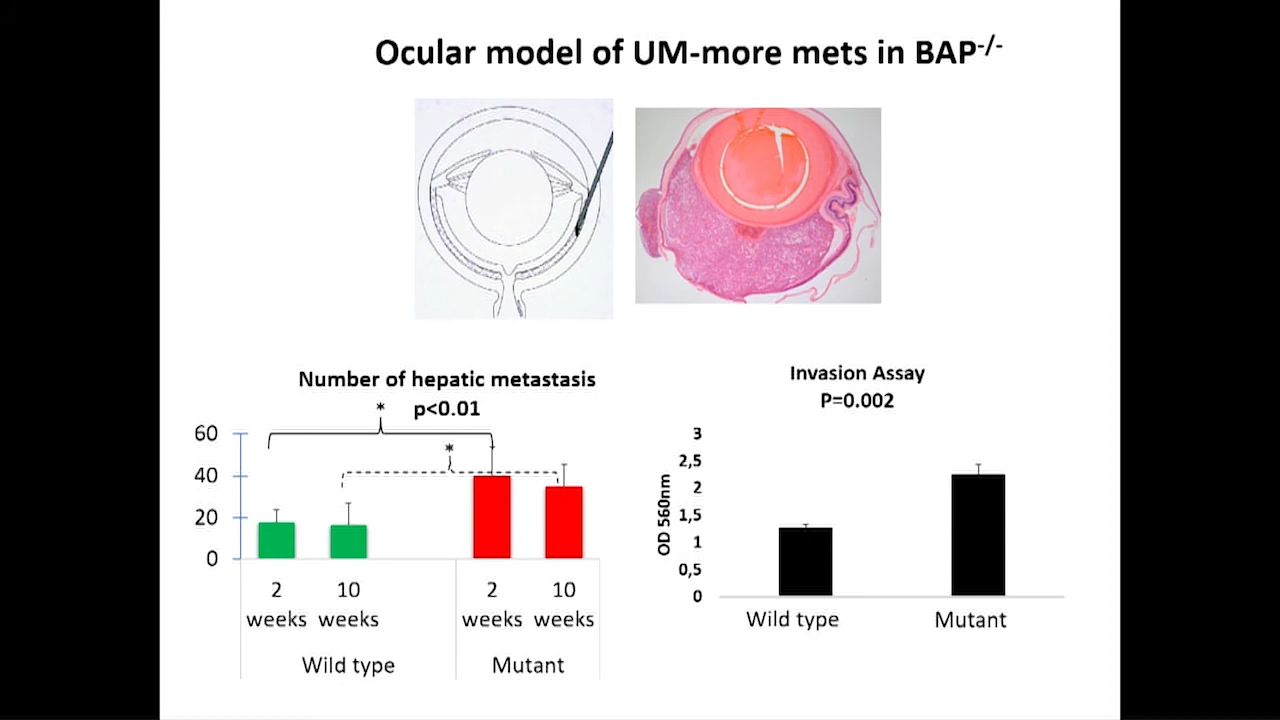 Ocular model of UM-more mets in BAP-/-
Number of hepatic metastasis
p<0.01
*
*
60
40
20
0
2 weeks
10 weeks
2 weeks
10 weeks
Wild type
Mutant
Invasion Assay
P=0.002
OD 560nm
3
2,5
2
1,5
1
0,5
0
Wild type
Mutant